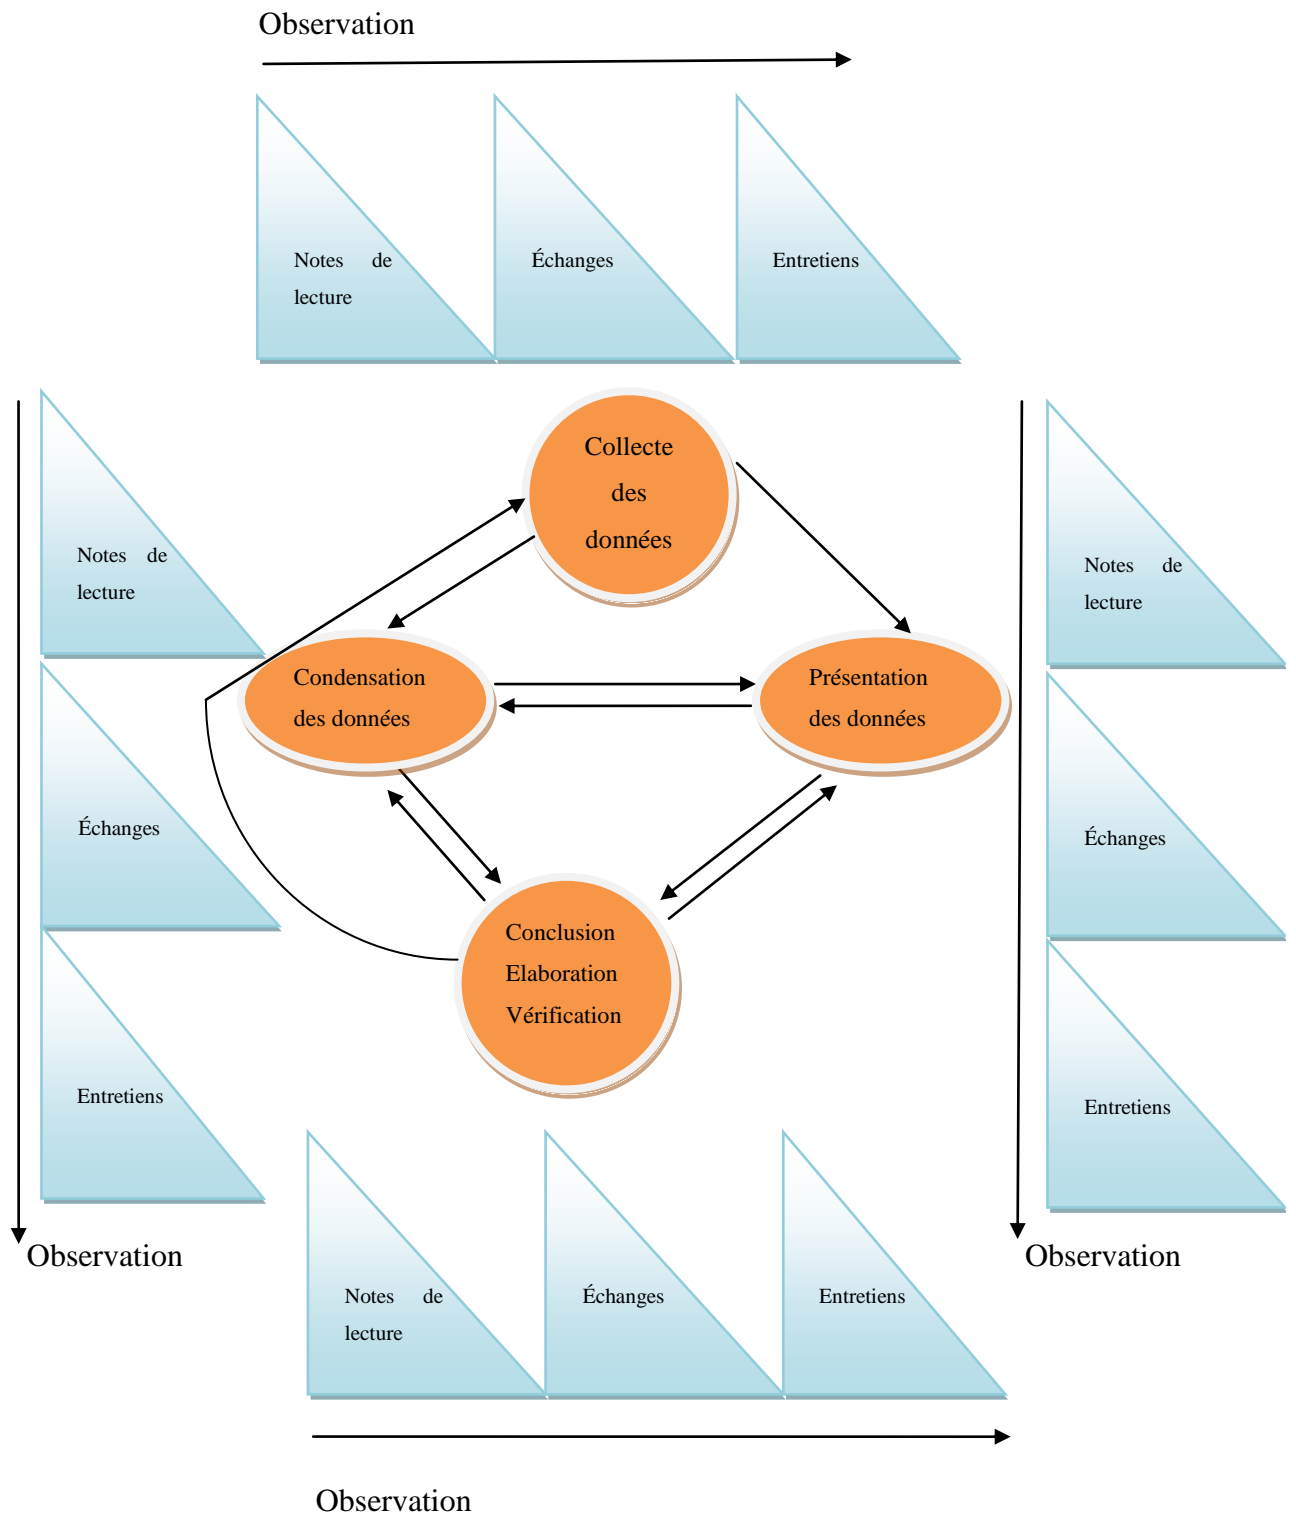 Observation
Notes de
lecture
Échanges
Entretiens
Collecte
des
données
Notes de
lecture
Notes de
lecture
Condensation
des données
Présentation
des données
Échanges
Échanges
Conclusion
Elaboration
Vérification
Entretiens
Entretiens
Observation
Observation
Notes de
lecture
Échanges
Entretiens
Observation